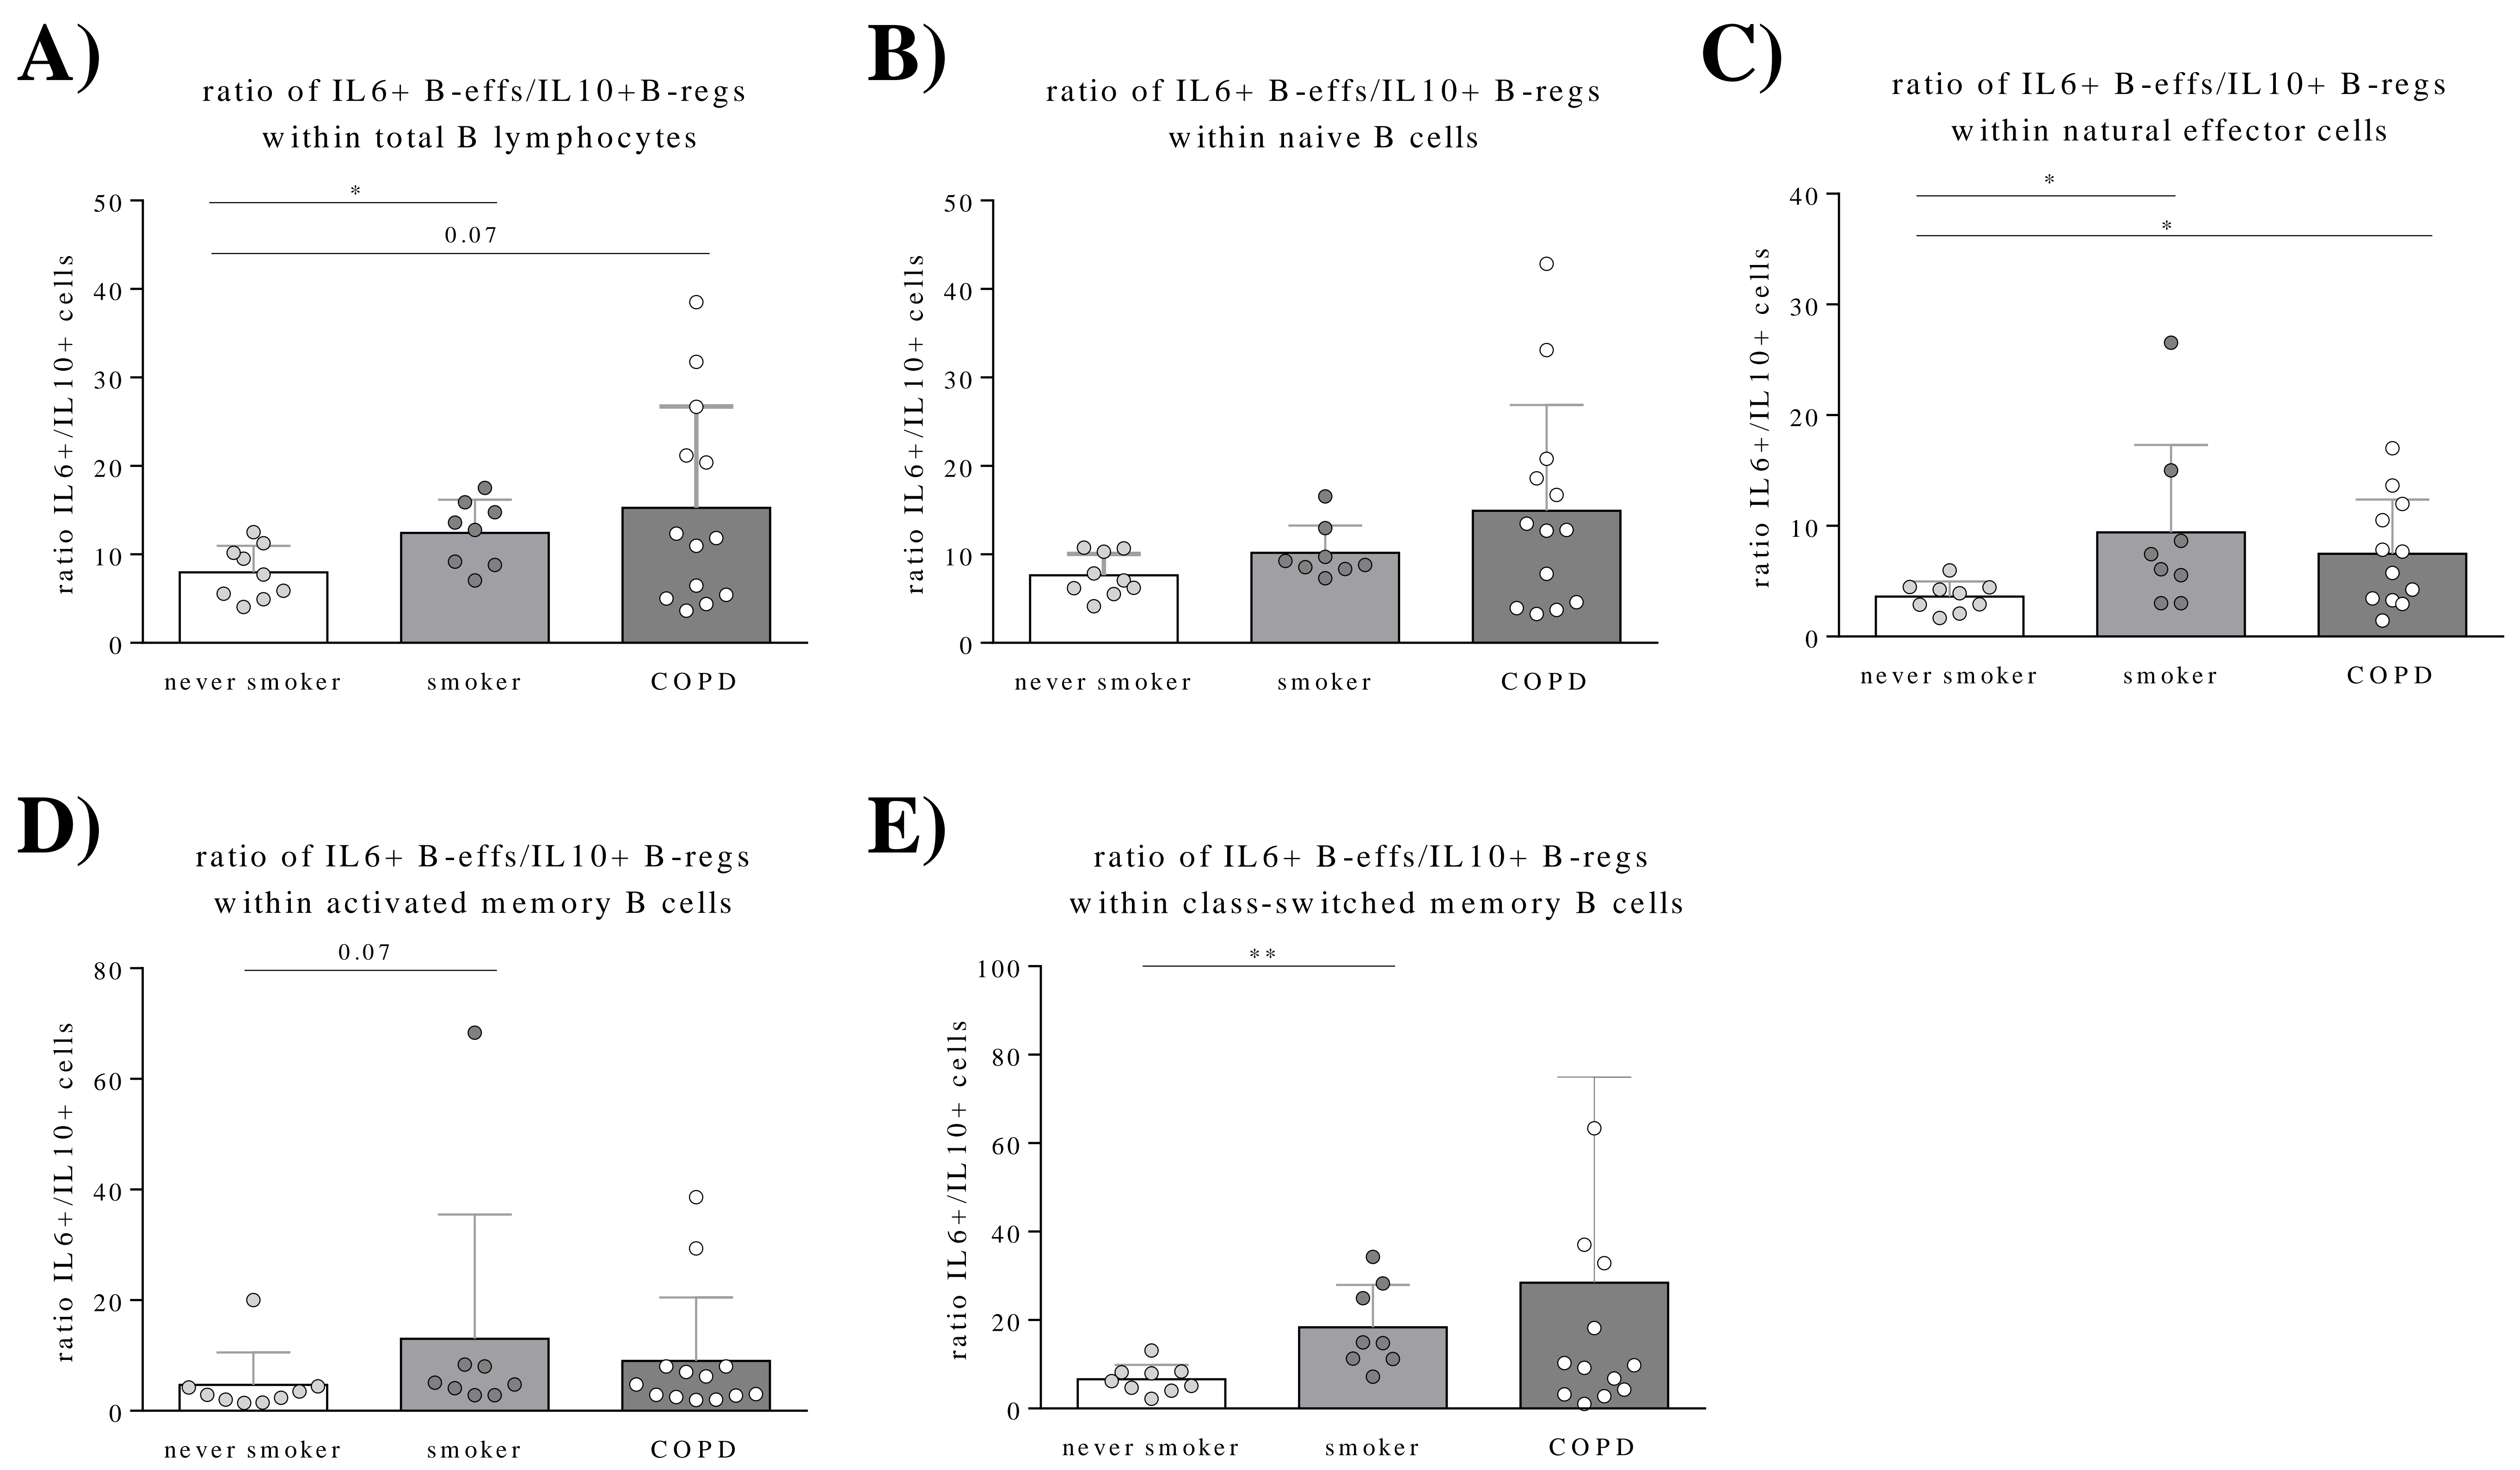 A)
ratio of IL6+ B-effs/IL10+B-regs
within total B lymphocytes
*
0.07
ratio IL6+/IL10+ cells
50
40
30
20
10
0
never smoker
smoker
COPD
B)
ratio of IL6+ B-effs/IL10+ B-regs
within naive B cells
ratio IL6+/IL10+ cells
50
40
30
20
10
0
never smoker
smoker
COPD
C)
ratio of IL6+ B-effs/IL10+ B-regs
within natural effector cells
*
*
ratio IL6+/IL10+ cells
40
30
20
10
0
never smoker
smoker
COPD
D)
ratio of IL6+ B-effs/IL10+ B-regs
within activated memory B cells
0.07
ratio IL6+/IL10+ cells
80
60
40
20
0
never smoker
smoker
COPD
E)
ratio of IL6+ B-effs/IL10+ B-regs
within class-switched memory B cells
**
ratio IL6+/IL10+ cells
100
80
60
40
20
0
never smoker
smoker
COPD